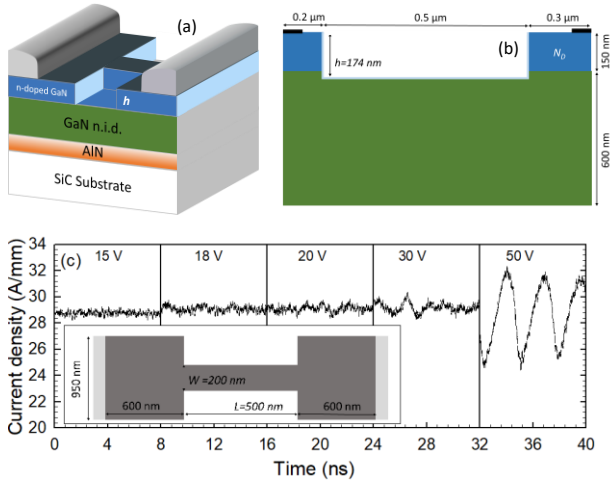 (a)
n-doped GaN
h
GaN n.i.d.
AlN
SiC Substrate
0.2 µm
0.5 µm
0.3 µm
(b)
h=174 nm
N_D
150 nm
600 nm
(c)
15 V
18 V
20 V
30 V
50 V
Current density (A/mm)
34
32
30
28
26
24
22
20
950 nm
W =200 nm
600 nm
L=500 nm
600 nm
0 4 8 12 16 20 24 28 32 36 40
Time (ns)